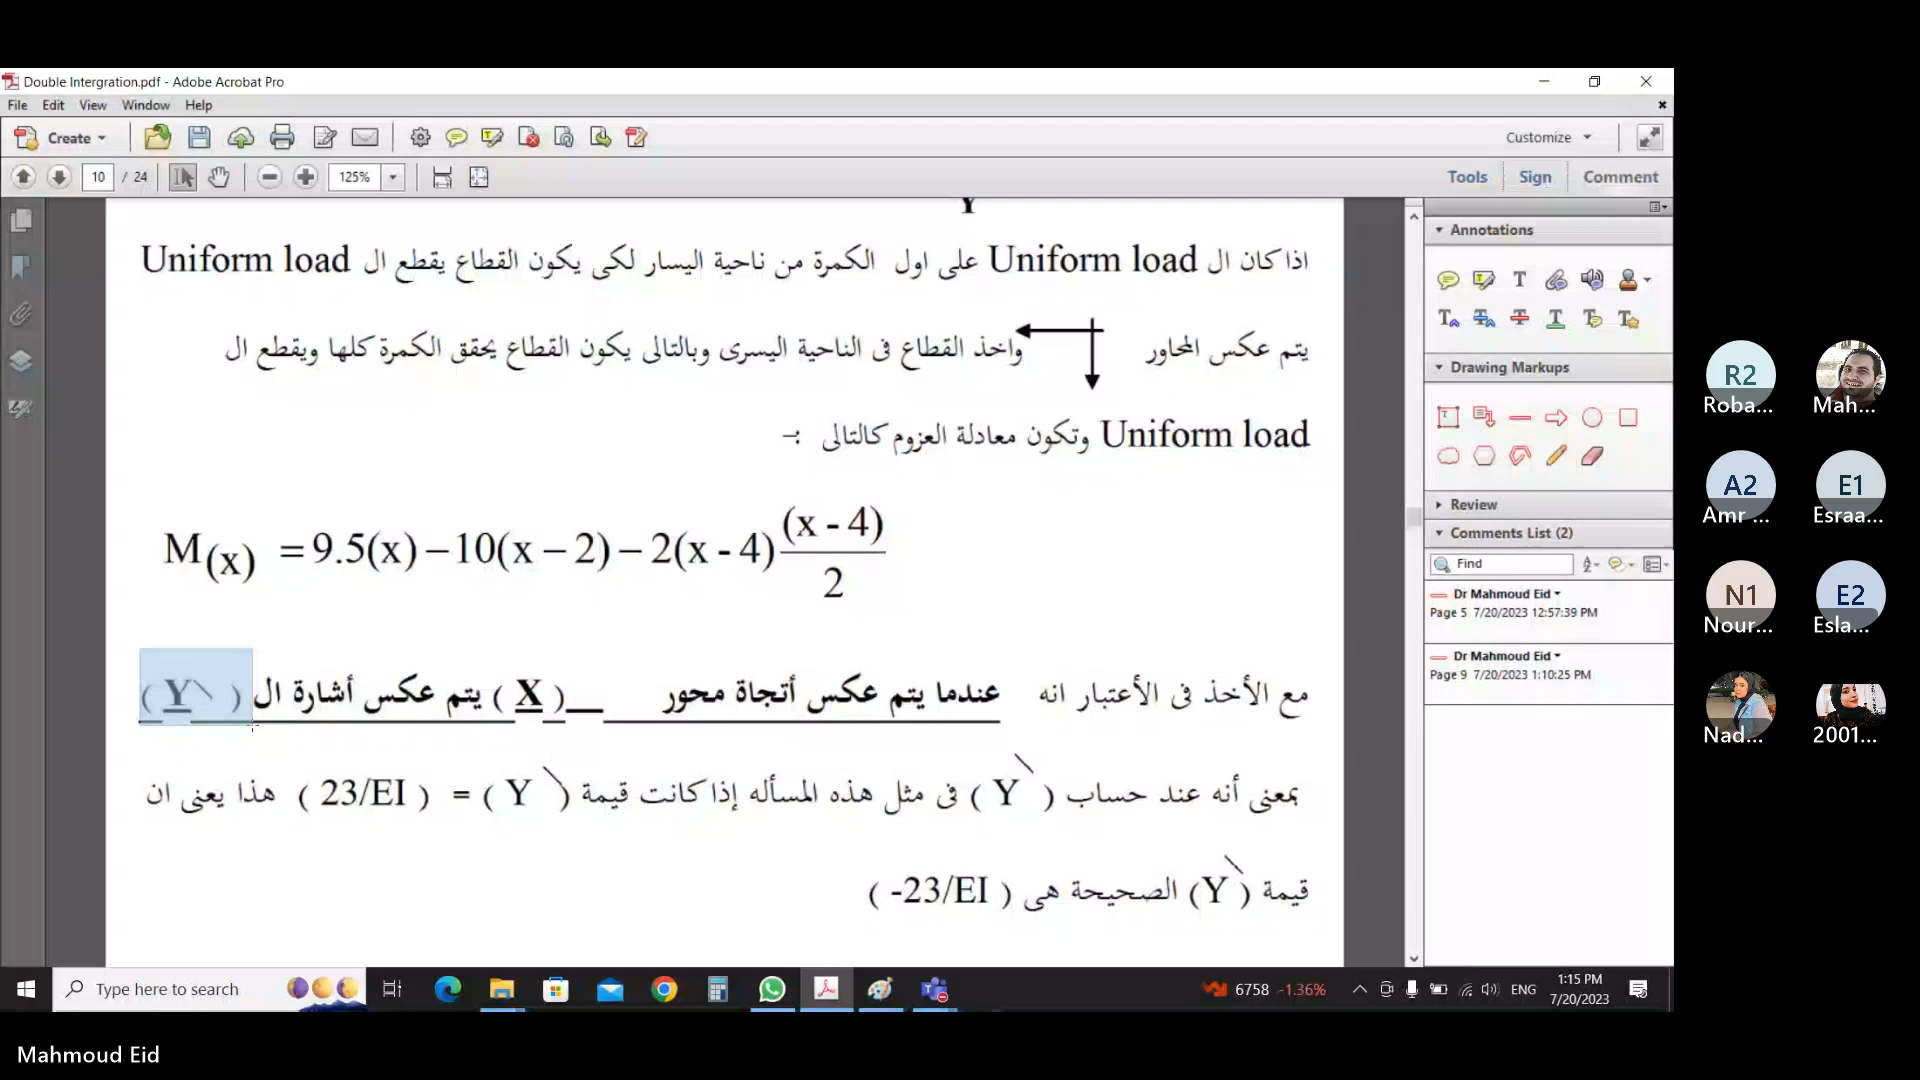 Double Intergration.pdf - Adobe Acrobat Pro
File Edit View Window Help
Create Customize
10 / 24 125% Tools Sign Comment
Y
اذا كان ال Uniform load على اول الكمرة من ناحية اليسار لكى يكون القطاع يقطع ال Uniform load
يتم عكس المحاور واخذ القطاع فى الناحية اليسرى وبالتالى يكون القطاع يحقق الكمرة كلها ويقطع ال
Uniform load وتكون معادلة العزوم كالتالى :-
M(x) = 9.5(x) – 10(x – 2) – 2(x - 4) (x - 4)/2
مع الأخذ فى الأعتبار انه عندما يتم عكس أتجاة محور ( X ) يتم عكس أشارة ال ( Y\ )
بمعنى أنه عند حساب ( Y\ ) فى مثل هذه المسأله إذا كانت قيمة ( Y\ ) = ( 23/EI ) هذا يعنى ان
قيمة ( Y\ ) الصحيحة هى ( -23/EI )
Annotations
Drawing Markups
Review
Comments List (2)
Find
Dr Mahmoud Eid
Page 5 7/20/2023 12:57:39 PM
Dr Mahmoud Eid
Page 9 7/20/2023 1:10:25 PM
R2
Roba...
Mah...
A2
Amr ...
E1
Esraa...
N1
Nour...
E2
Esla...
Nad...
2001...
Type here to search
6758 -1.36%
ENG
1:15 PM
7/20/2023
Mahmoud Eid